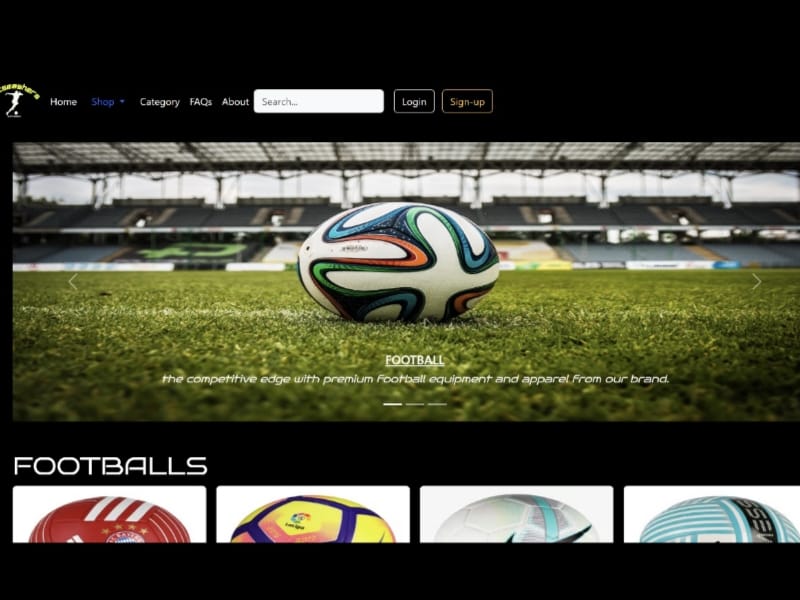 Home Shop Category FAQs About Search... Login Sign-up
FOOTBALL
the competitive edge with premium football equipment and apparel from our brand.
FOOTBALLS
LaLiga